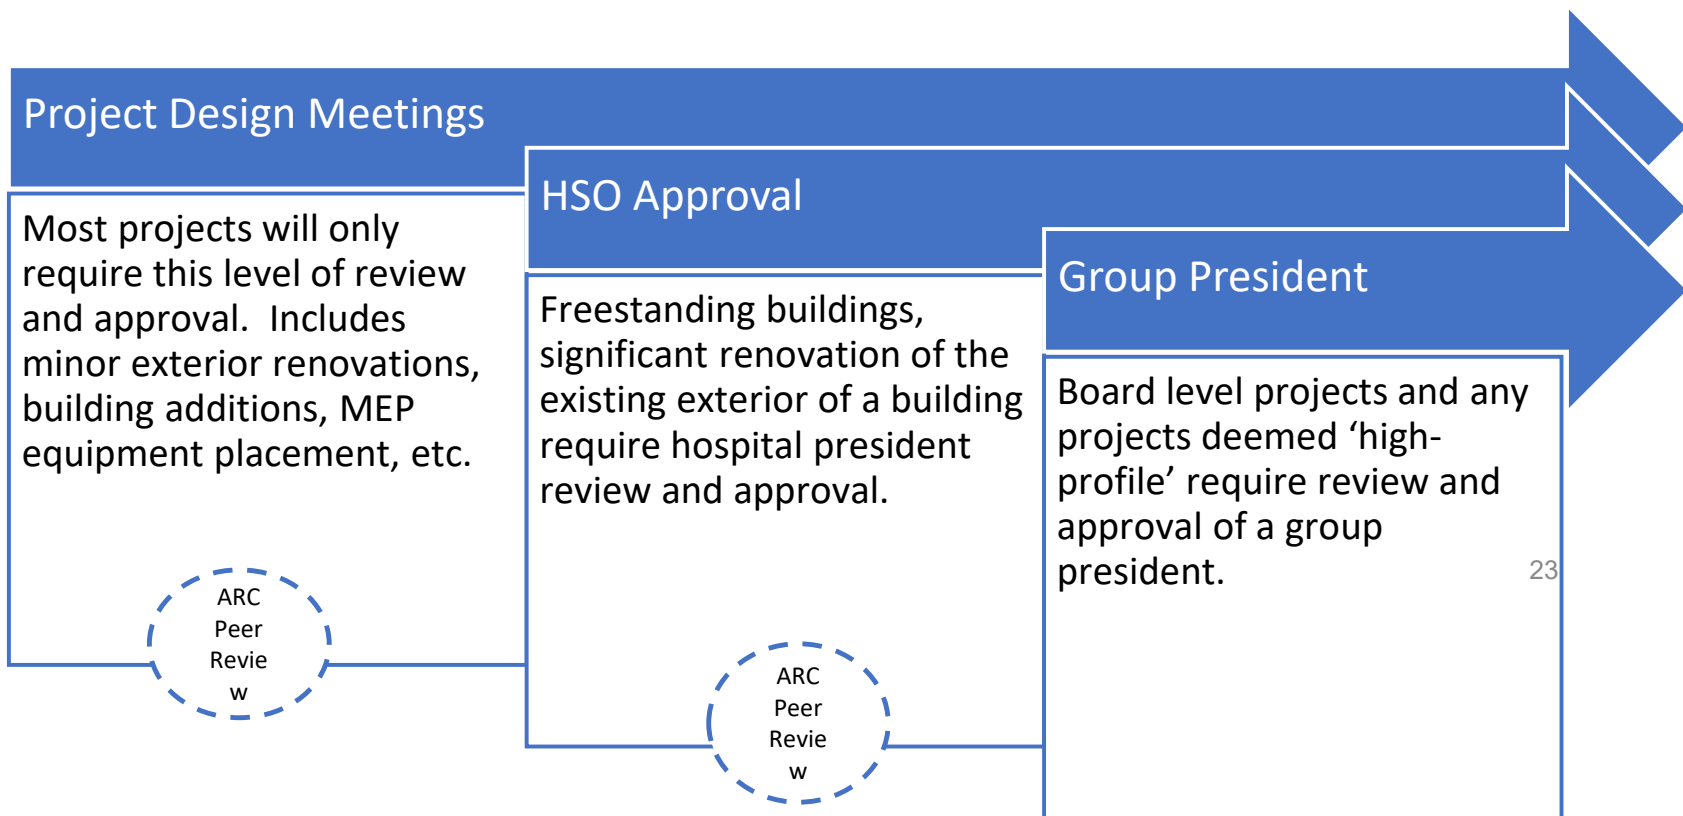 Project Design Meetings
Most projects will only
require this level of review
and approval.  Includes
minor exterior renovations,
building additions, MEP
equipment placement, etc.
ARC
Peer
Revie
w
HSO Approval
Freestanding buildings,
significant renovation of the
existing exterior of a building
require hospital president
review and approval.
ARC
Peer
Revie
w
Group President
Board level projects and any
projects deemed ‘high-
profile’ require review and
approval of a group
president.
23